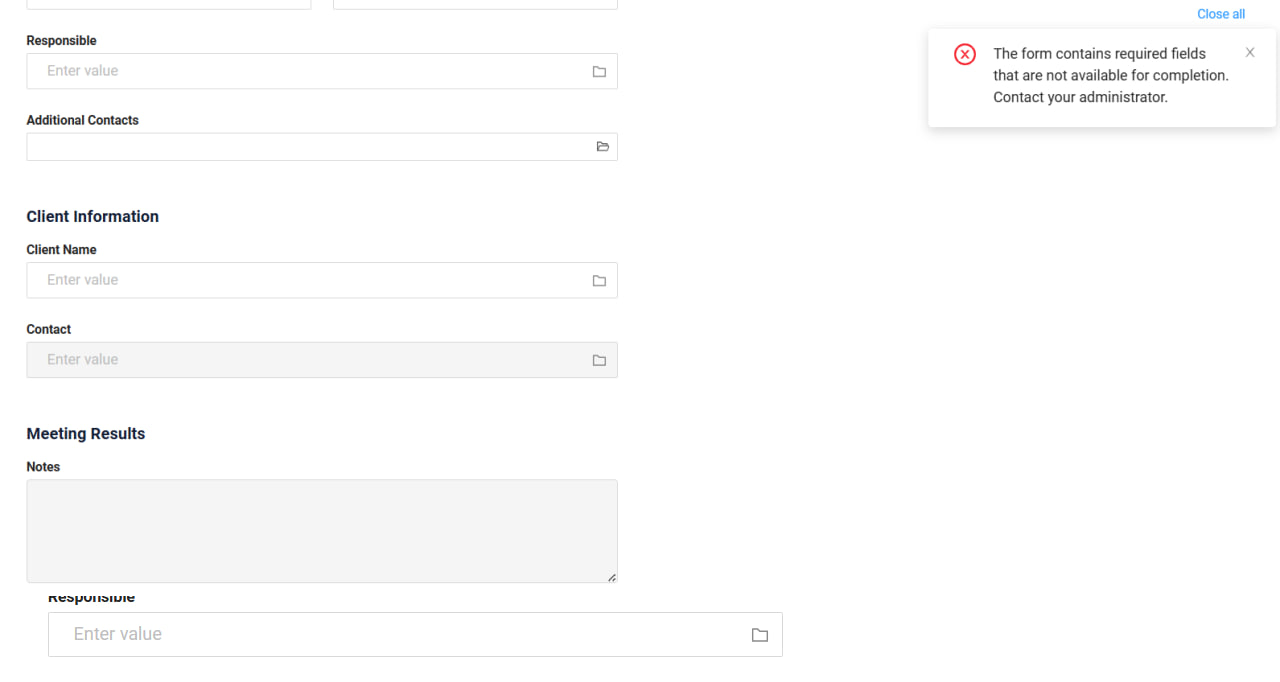 Close all
Responsible
Enter value
The form contains required fields
that are not available for completion.
Contact your administrator.
Additional Contacts
Client Information
Client Name
Enter value
Contact
Enter value
Meeting Results
Notes
Responsible
Enter value